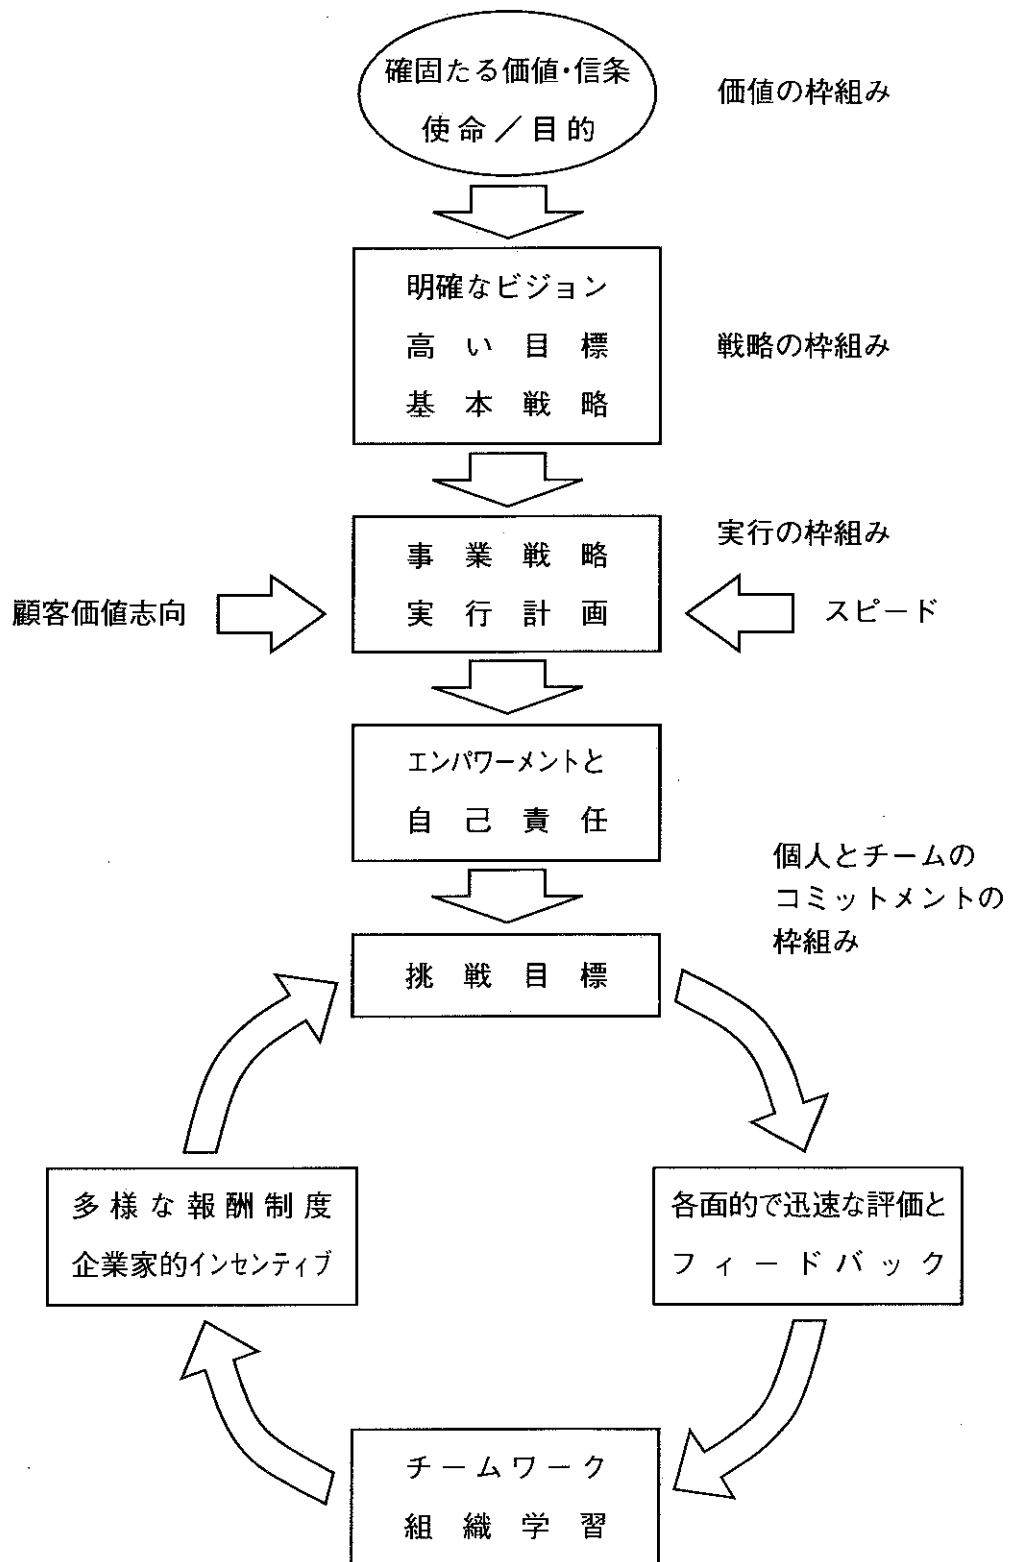 確固たる価値・信条
使命／目的
価値の枠組み
明確なビジョン
高い目標
基本戦略
戦略の枠組み
事業戦略
実行計画
実行の枠組み
顧客価値志向
スピード
エンパワーメントと
自己責任
個人とチームの
コミットメントの
枠組み
挑戦目標
多様な報酬制度
企業家的インセンティブ
各面的で迅速な評価と
フィードバック
チームワーク
組織学習